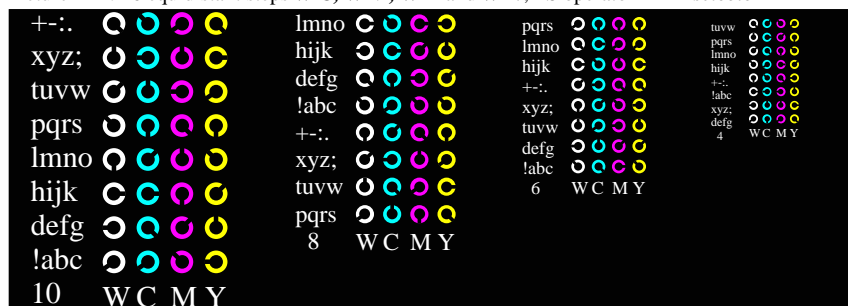 +-:.
xyz;
tuvw
pqrs
lmno
hijk
defg
!abc
10 W C M Y
lmno
hijk
defg
!abc
+-:.
xyz;
tuvw
pqrs
8 W C M Y
pqrs
lmno
hijk
+-:.
xyz;
tuvw
defg
!abc
6 W C M Y
tuvw
pqrs
lmno
hijk
+-:.
!abc
xyz;
defg
4 W C M Y